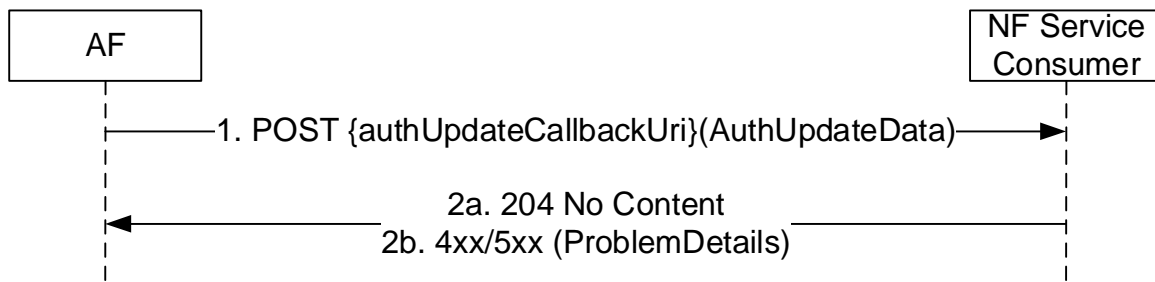 AF
NF Service
Consumer
1. POST {authUpdateCallbackUri}(AuthUpdateData)
2a. 204 No Content
2b. 4xx/5xx (ProblemDetails)